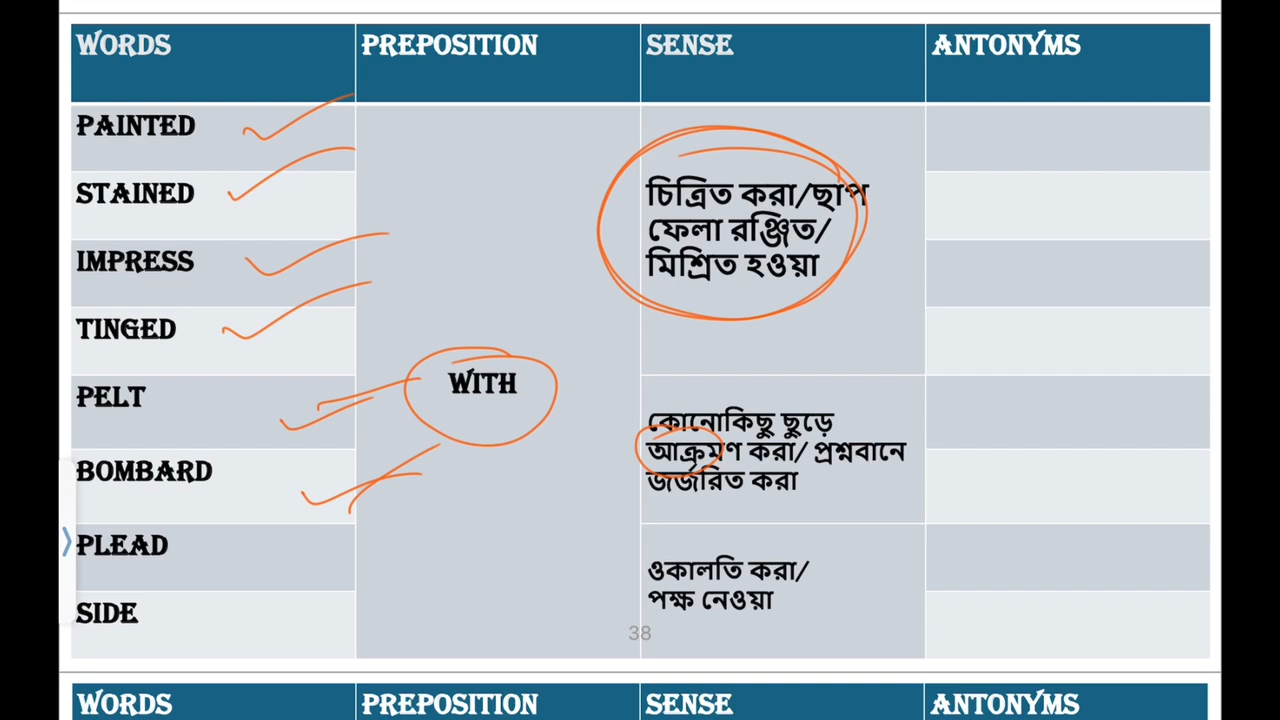 WORDS PREPOSITION SENSE ANTONYMS
PAINTED
STAINED
IMPRESS
TINGED
চিত্রিত করা/ছাপ
ফেলা রঞ্জিত/
মিশ্রিত হওয়া
WITH
PELT
BOMBARD
কোনোকিছু ছুড়ে
আক্রমণ করা/ প্রশ্নবানে
জর্জরিত করা
PLEAD
SIDE
ওকালতি করা/
পক্ষ নেওয়া
38
WORDS PREPOSITION SENSE ANTONYMS